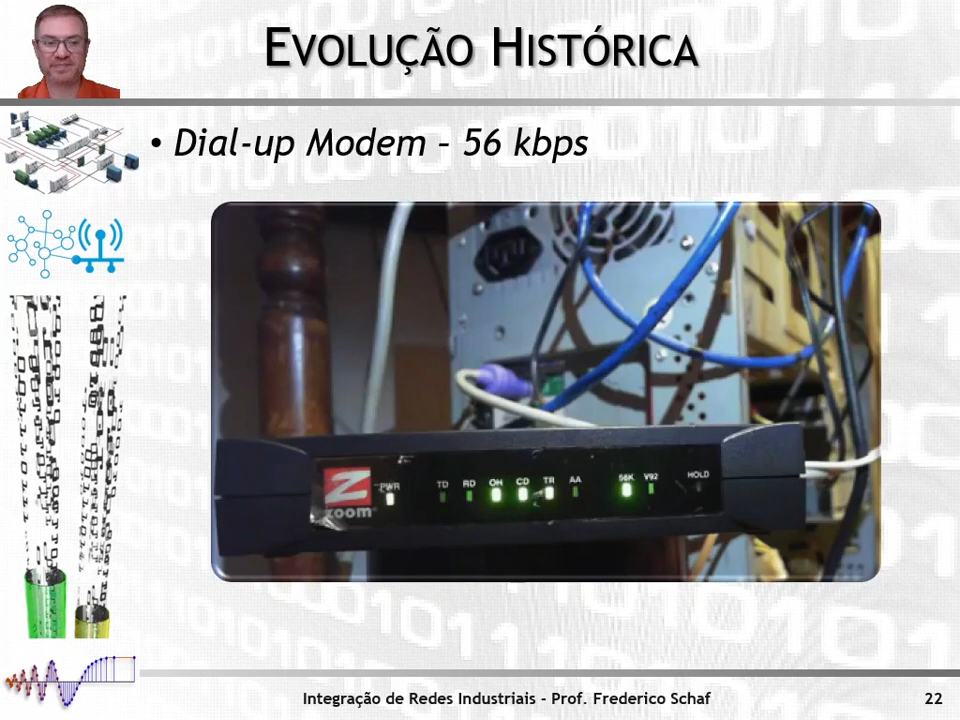 EVOLUÇÃO HISTÓRICA
• Dial-up Modem – 56 kbps
PWR TD RD OH CD TR AA 56K V92 HOLD
Z
zoom
Integração de Redes Industriais - Prof. Frederico Schaf 22